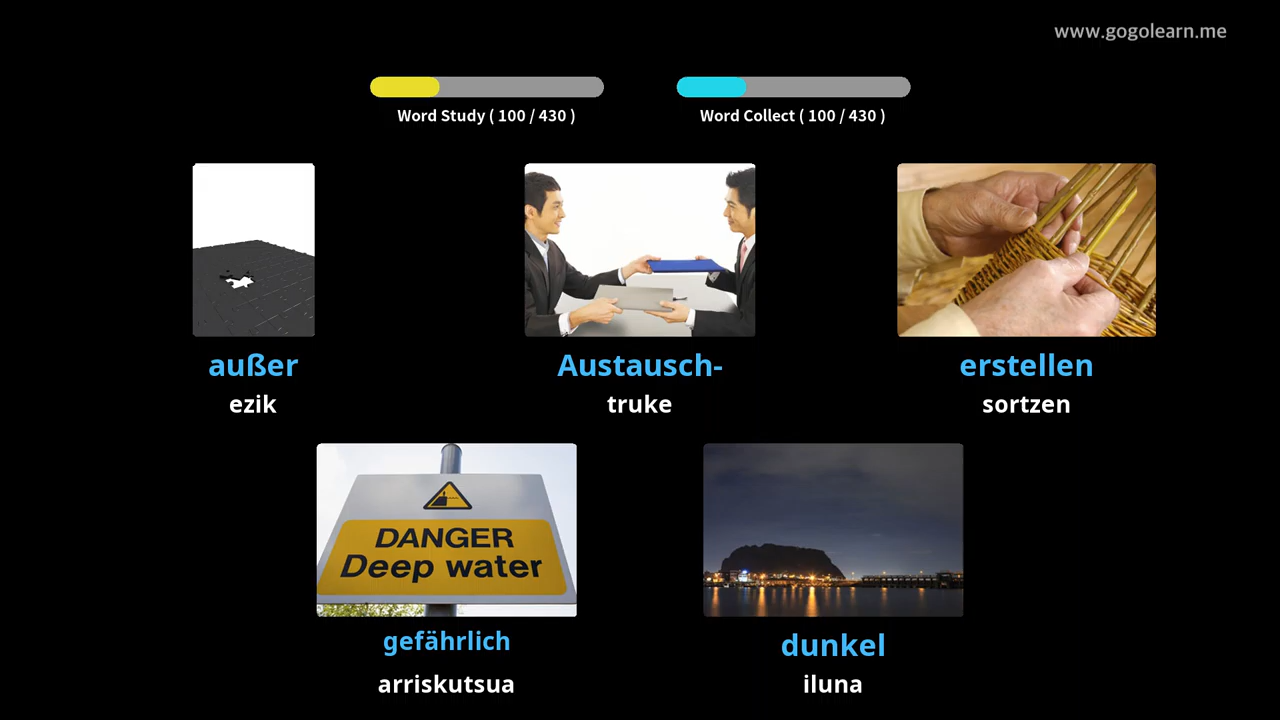 www.gogolearn.me
Word Study ( 100 / 430 )
Word Collect ( 100 / 430 )
außer
ezik
Austausch-
truke
erstellen
sortzen
DANGER
Deep water
gefährlich
arriskutsua
dunkel
iluna